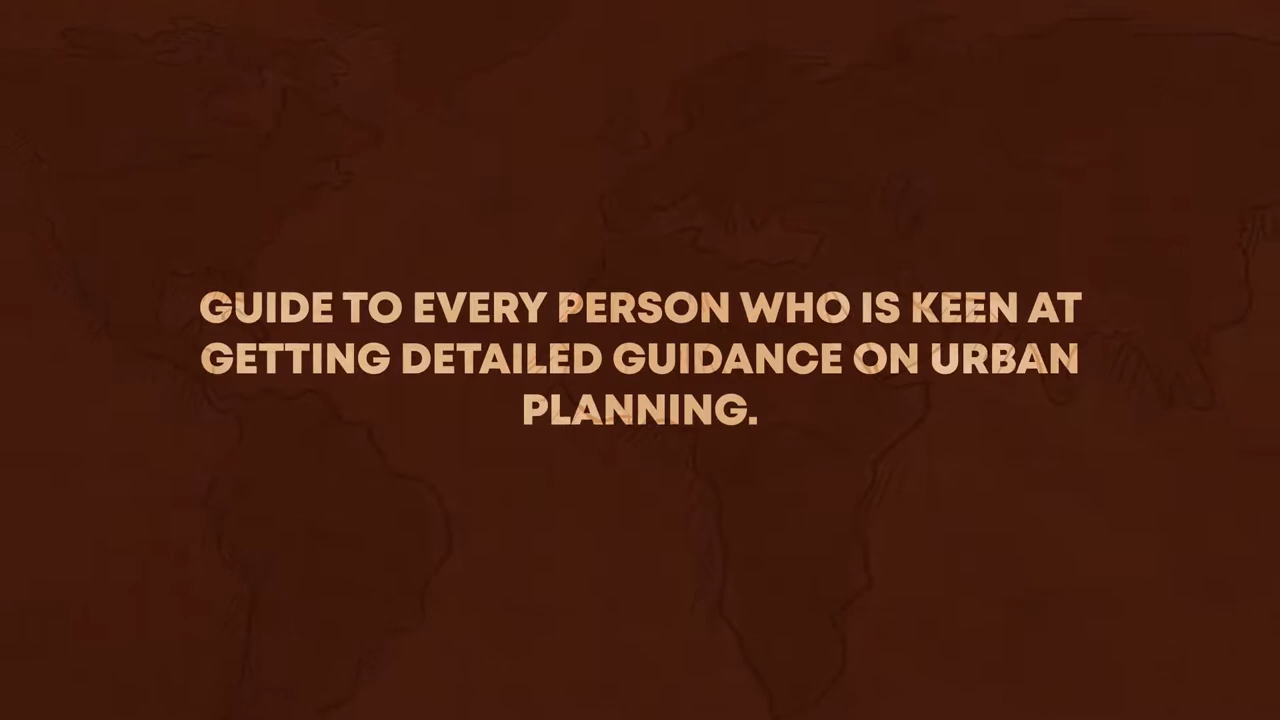 GUIDE TO EVERY PERSON WHO IS KEEN AT
GETTING DETAILED GUIDANCE ON URBAN
PLANNING.